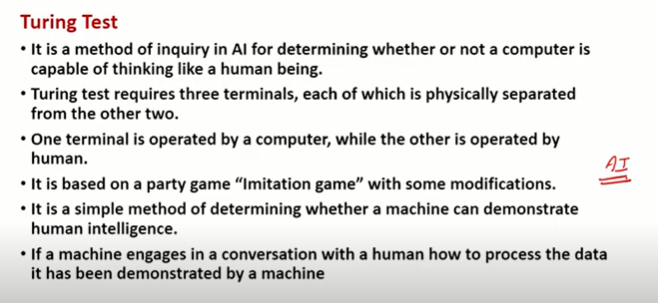 Turing Test
• It is a method of inquiry in AI for determining whether or not a computer is
capable of thinking like a human being.
• Turing test requires three terminals, each of which is physically separated
from the other two.
• One terminal is operated by a computer, while the other is operated by
human.
AI
• It is based on a party game “Imitation game” with some modifications.
• It is a simple method of determining whether a machine can demonstrate
human intelligence.
• If a machine engages in a conversation with a human how to process the data
it has been demonstrated by a machine